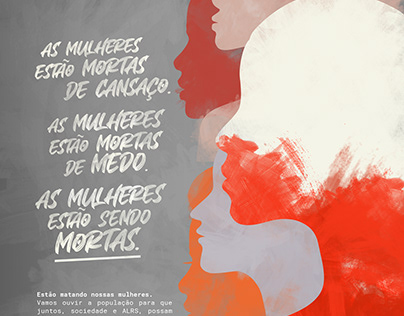 AS MULHERES
ESTÃO MORTAS
DE CANSAÇO.
AS MULHERES
ESTÃO MORTAS
DE MEDO.
AS MULHERES
ESTÃO SENDO
MORTAS.
Estão matando nossas mulheres.
Vamos ouvir a população para que
juntos, sociedade e ALRS, possam